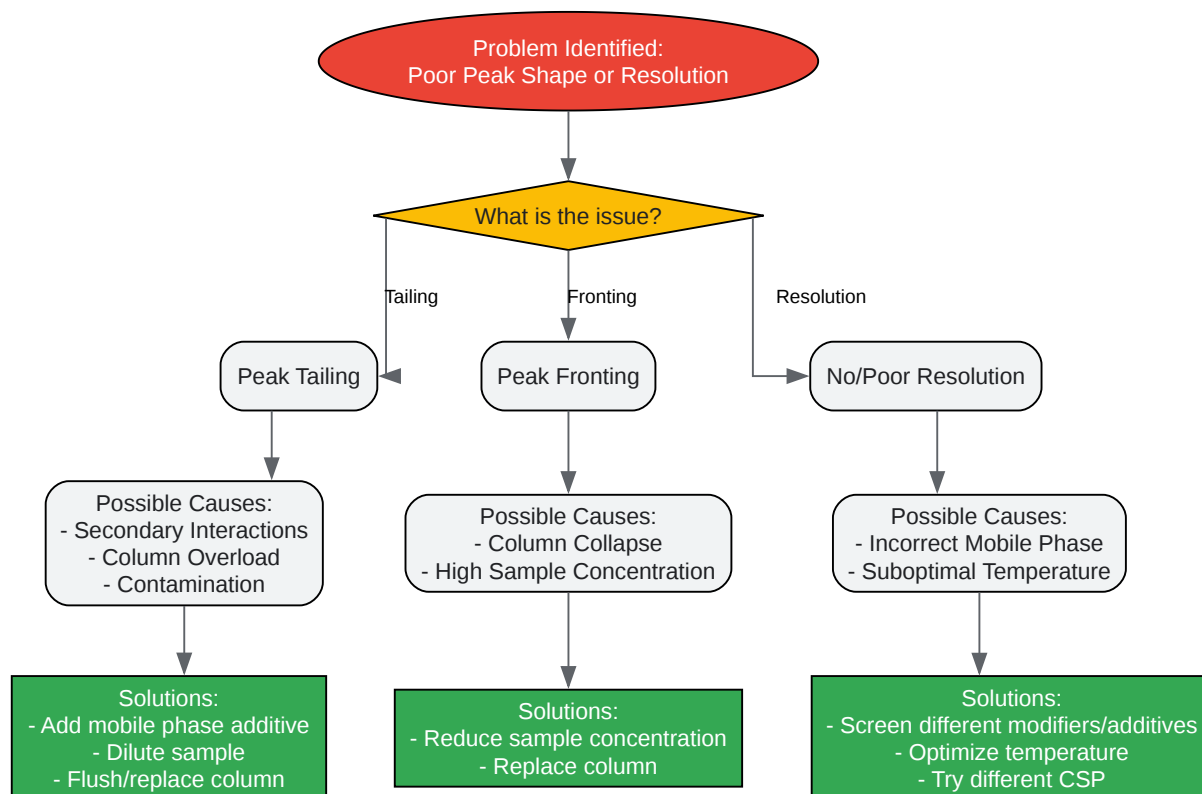 Problem Identified:
Poor Peak Shape or Resolution
What is the issue?
Tailing
Fronting
Resolution
Peak Tailing
Peak Fronting
No/Poor Resolution
Possible Causes:
- Secondary Interactions
- Column Overload
- Contamination
Possible Causes:
- Column Collapse
- High Sample Concentration
Possible Causes:
- Incorrect Mobile Phase
- Suboptimal Temperature
Solutions:
- Add mobile phase additive
- Dilute sample
- Flush/replace column
Solutions:
- Reduce sample concentration
- Replace column
Solutions:
- Screen different modifiers/additives
- Optimize temperature
- Try different CSP